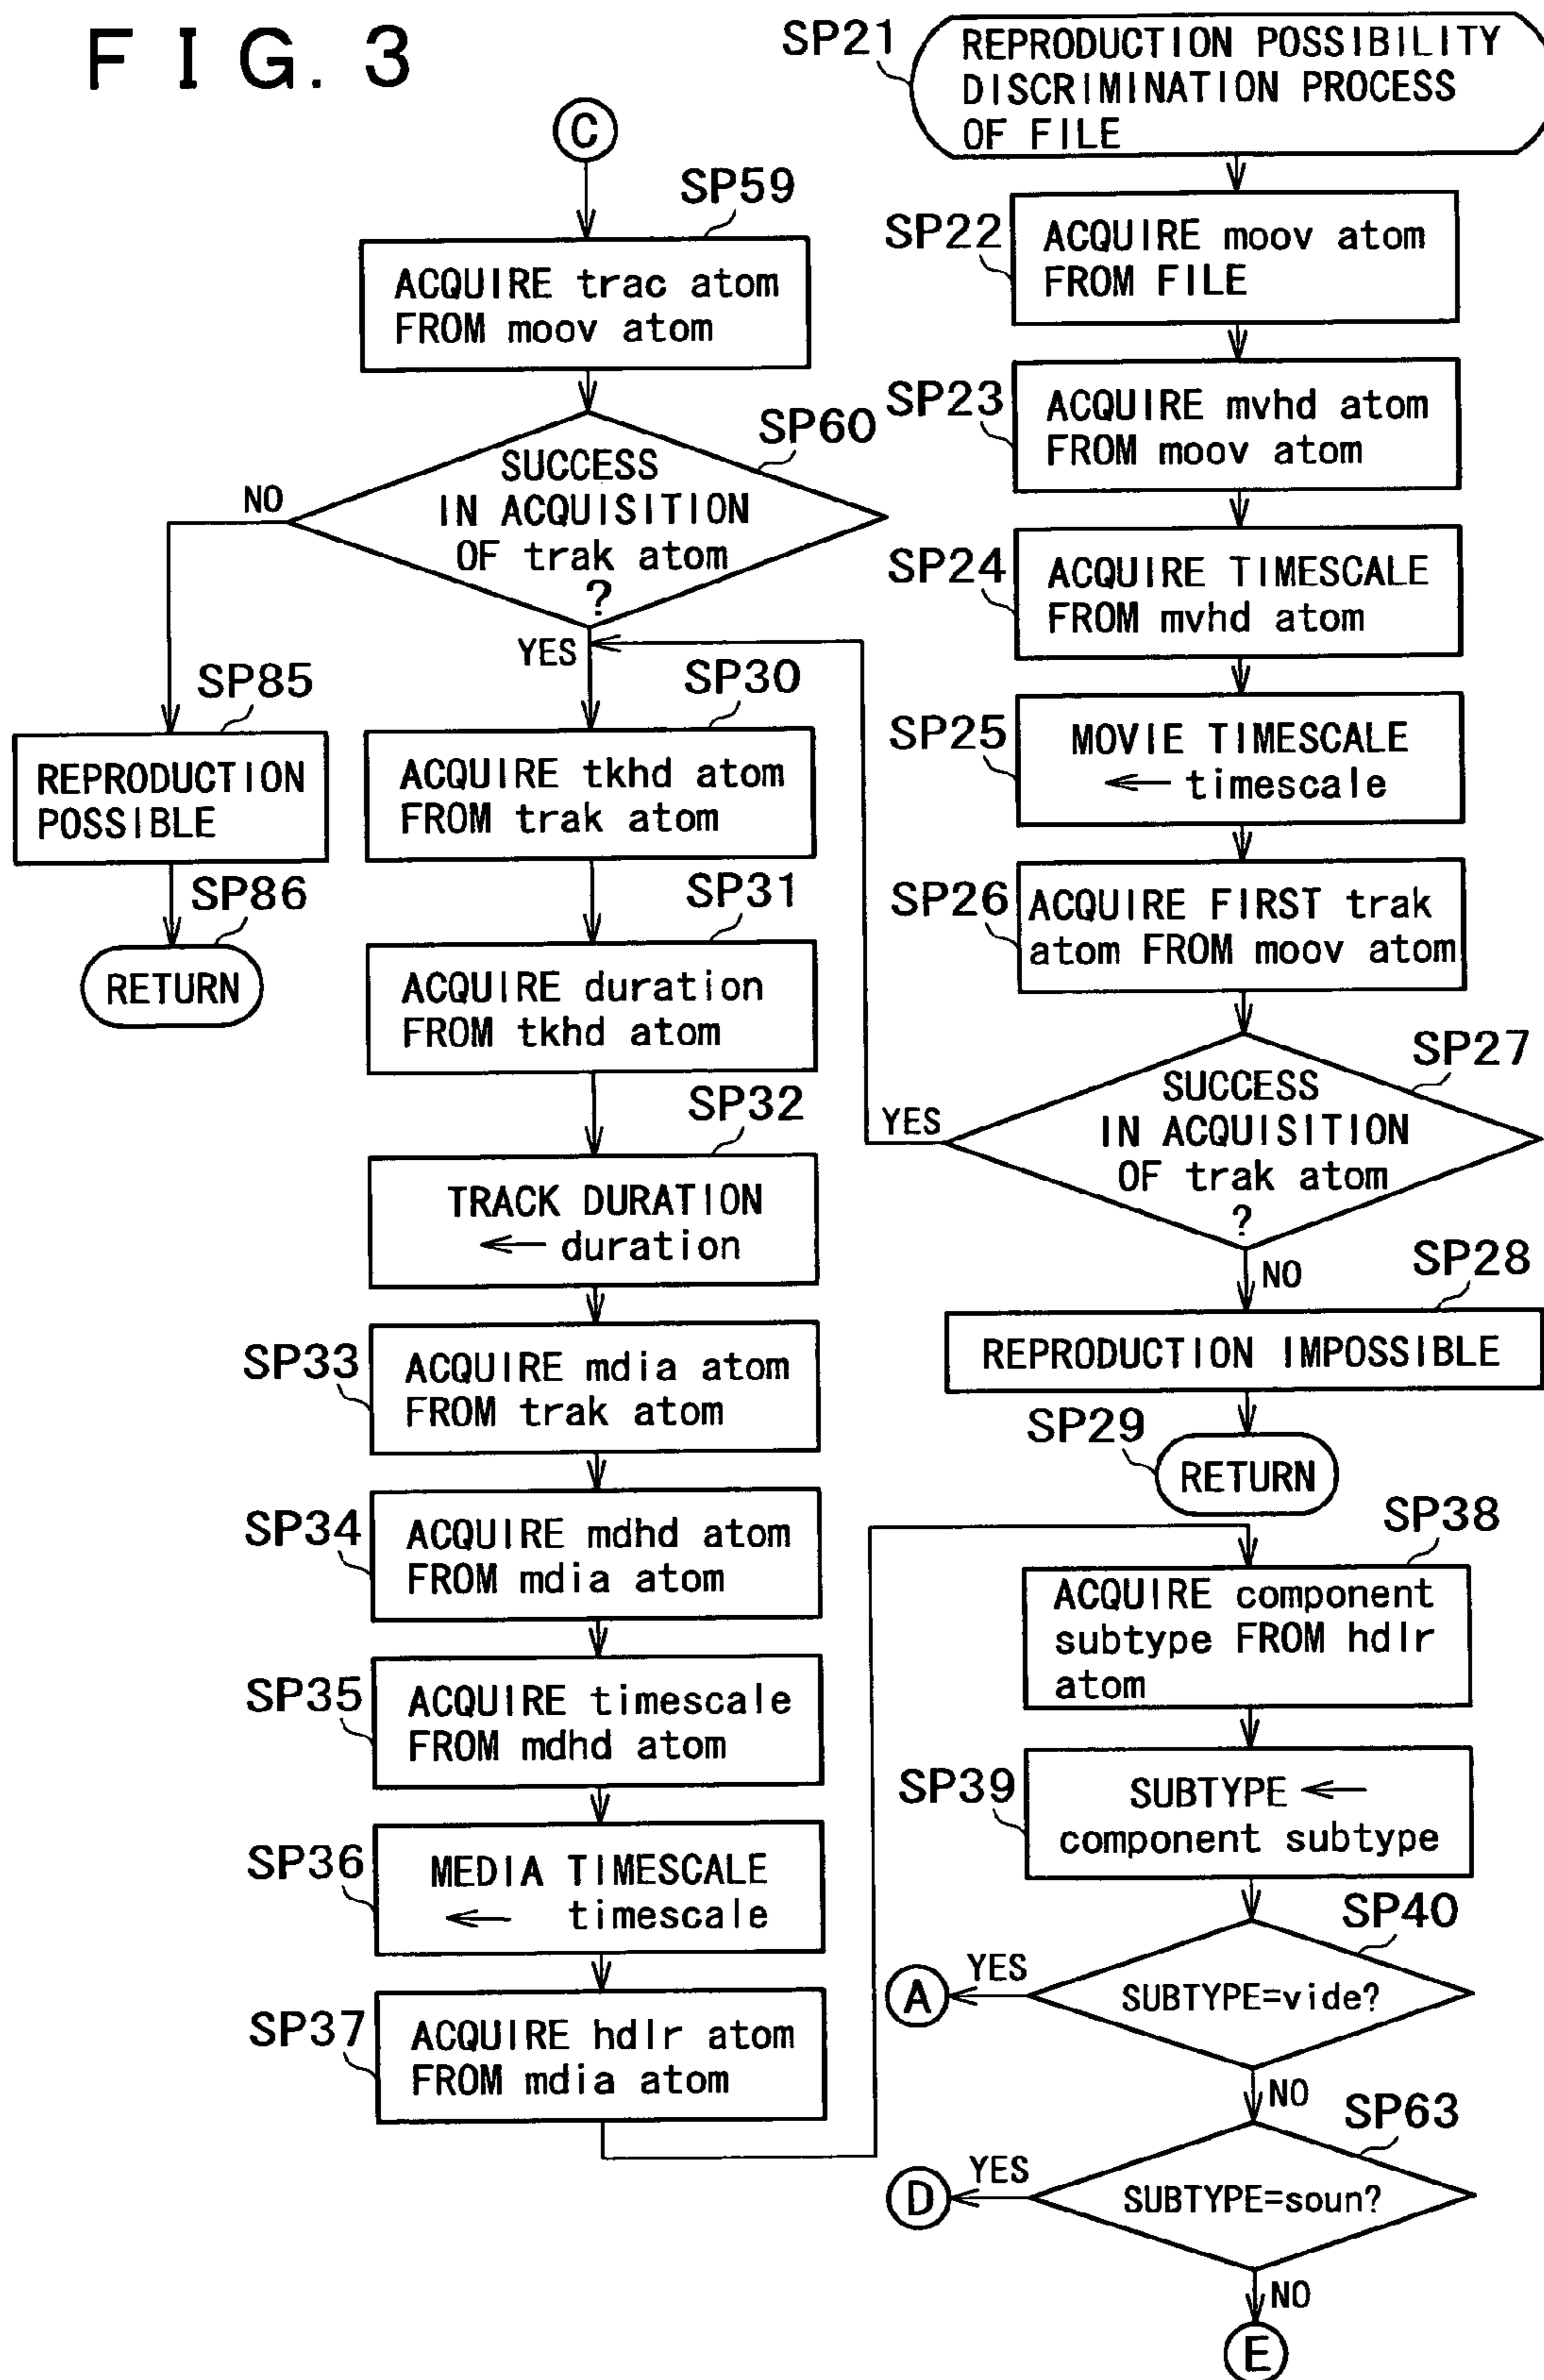 FIG. 3
SP21
REPRODUCTION POSSIBILITY
DISCRIMINATION PROCESS
OF FILE
SP22
ACQUIRE moov atom
FROM FILE
SP23
ACQUIRE mvhd atom
FROM moov atom
SP24
ACQUIRE TIMESCALE
FROM mvhd atom
SP25
MOVIE TIMESCALE
← timescale
SP26
ACQUIRE FIRST trak
atom FROM moov atom
SP27
SUCCESS
IN ACQUISITION
OF trak atom
?
YES
NO
SP28
REPRODUCTION IMPOSSIBLE
SP29
RETURN
C
SP59
ACQUIRE trac atom
FROM moov atom
SP60
SUCCESS
IN ACQUISITION
OF trak atom
?
NO
YES
SP85
REPRODUCTION
POSSIBLE
SP86
RETURN
SP30
ACQUIRE tkhd atom
FROM trak atom
SP31
ACQUIRE duration
FROM tkhd atom
SP32
TRACK DURATION
← duration
SP33
ACQUIRE mdia atom
FROM trak atom
SP34
ACQUIRE mdhd atom
FROM mdia atom
SP35
ACQUIRE timescale
FROM mdhd atom
SP36
MEDIA TIMESCALE
← timescale
SP37
ACQUIRE hdlr atom
FROM mdia atom
SP38
ACQUIRE component
subtype FROM hdlr
atom
SP39
SUBTYPE ←
component subtype
SP40
SUBTYPE=vide?
YES
A
NO
SP63
SUBTYPE=soun?
YES
D
NO
E